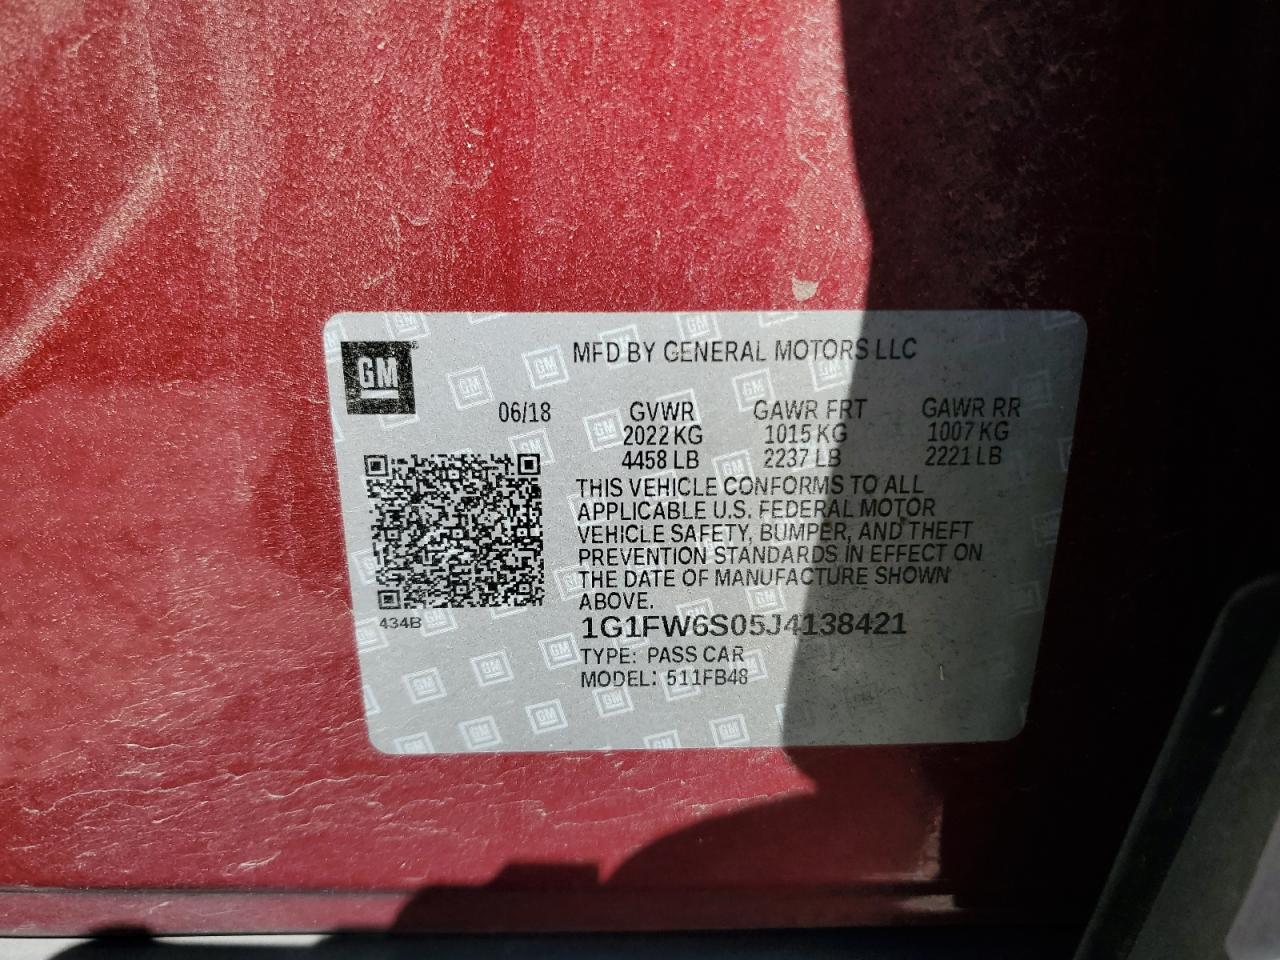 GM
MFD BY GENERAL MOTORS LLC
06/18 GVWR GAWR FRT GAWR RR
2022 KG 1015 KG 1007 KG
4458 LB 2237 LB 2221 LB
THIS VEHICLE CONFORMS TO ALL
APPLICABLE U.S. FEDERAL MOTOR
VEHICLE SAFETY, BUMPER, AND THEFT
PREVENTION STANDARDS IN EFFECT ON
THE DATE OF MANUFACTURE SHOWN
ABOVE.
434B
1G1FW6S05J4138421
TYPE: PASS CAR
MODEL: 511FB48